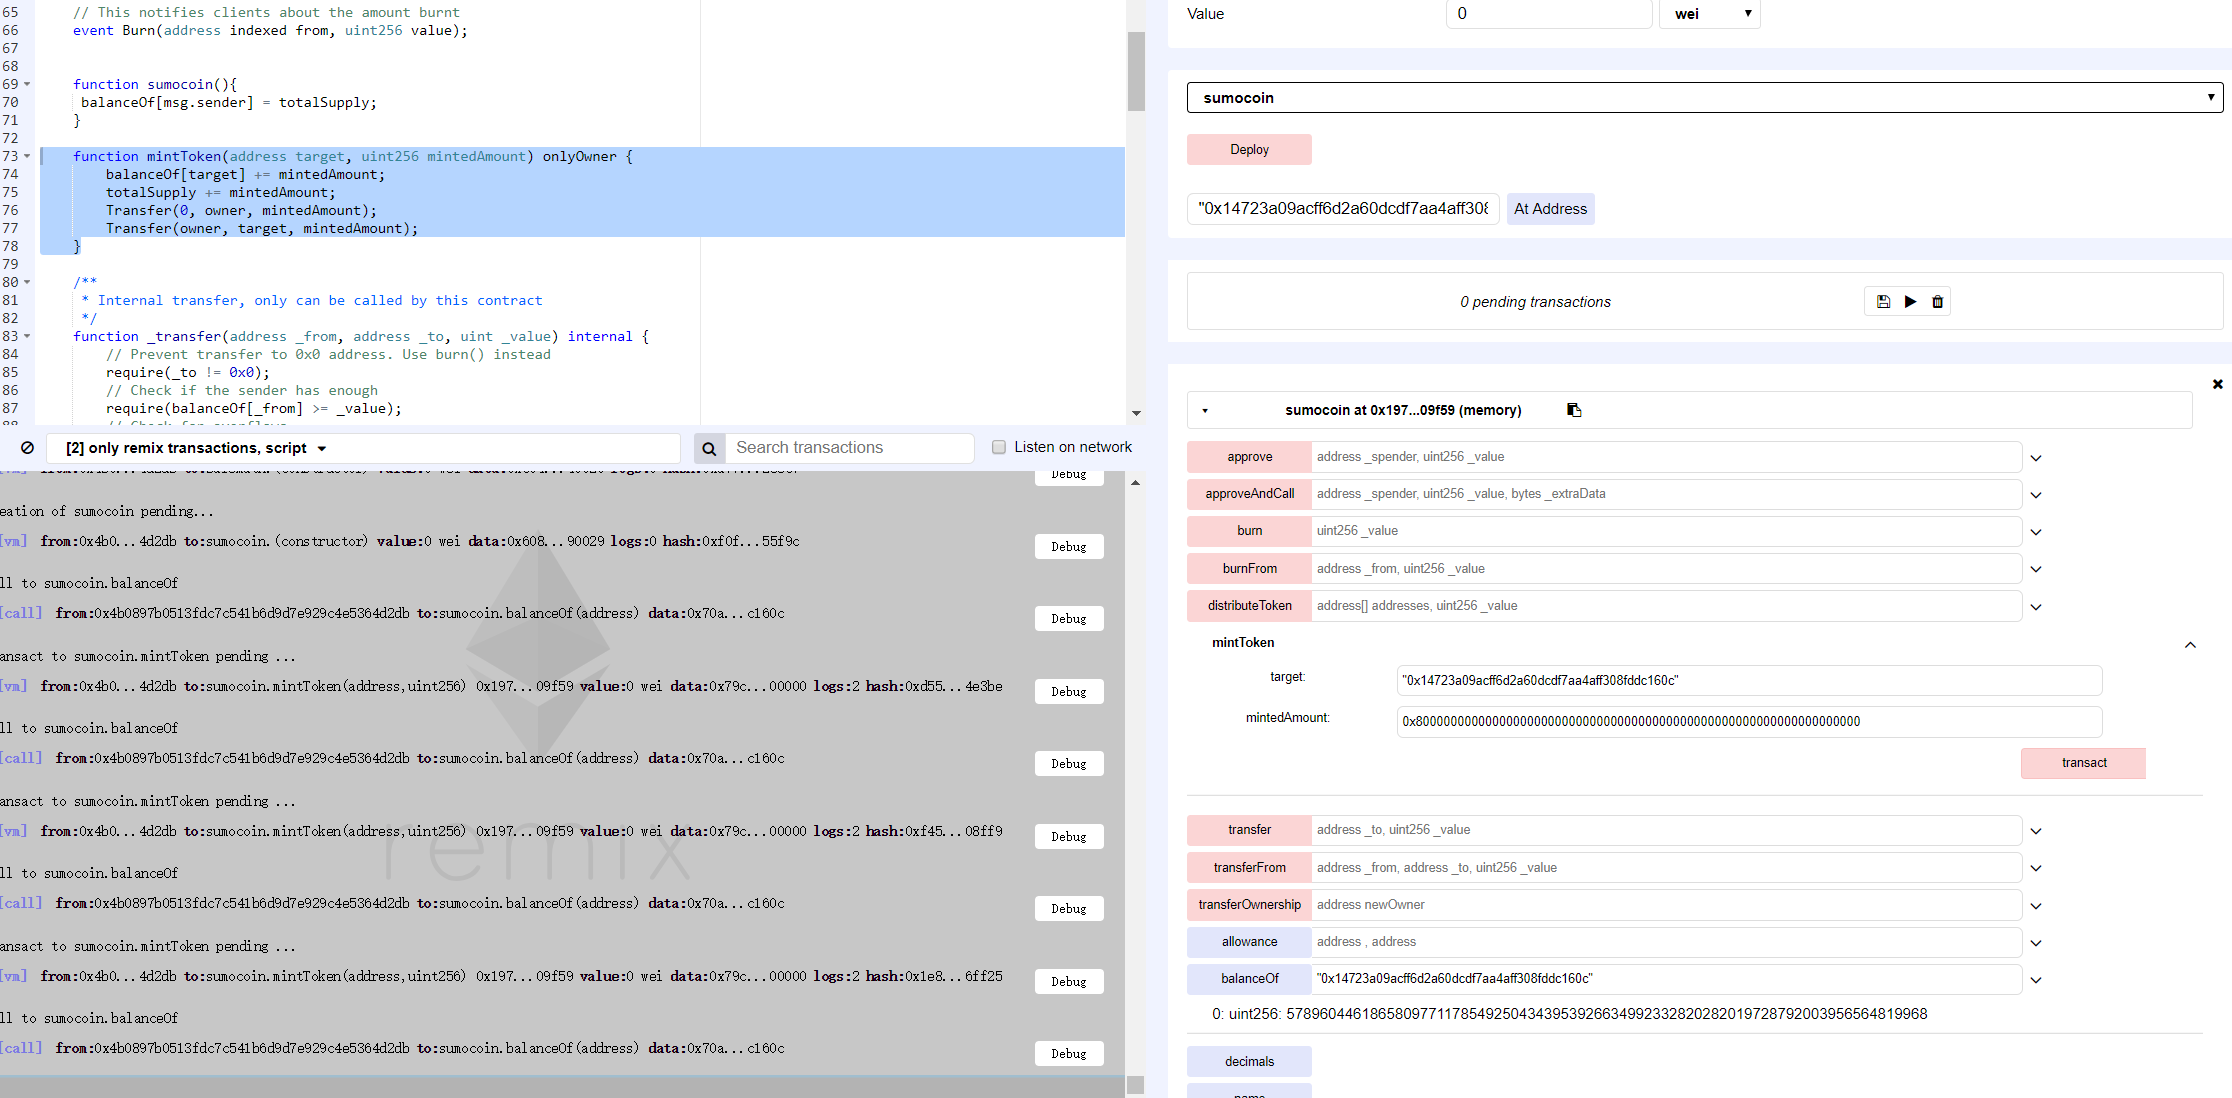 65 // This notifies clients about the amount burnt
66 event Burn(address indexed from, uint256 value);
67
68
69 function sumocoin(){
70 balanceOf[msg.sender] = totalSupply;
71 }
72
73 function mintToken(address target, uint256 mintedAmount) onlyOwner {
74 balanceOf[target] += mintedAmount;
75 totalSupply += mintedAmount;
76 Transfer(0, owner, mintedAmount);
77 Transfer(owner, target, mintedAmount);
78 }
79
80 /**
81 * Internal transfer, only can be called by this contract
82 */
83 function _transfer(address _from, address _to, uint _value) internal {
84 // Prevent transfer to 0x0 address. Use burn() instead
85 require(_to != 0x0);
86 // Check if the sender has enough
87 require(balanceOf[_from] >= _value);
[2] only remix transactions, script
Search transactions
Listen on network
Debug
eation of sumocoin pending...
[vm] from:0x4b0...4d2db to:sumocoin.(constructor) value:0 wei data:0x608...90029 logs:0 hash:0xf0f...55f9c
Debug
ll to sumocoin.balanceOf
[call] from:0x4b0897b0513fdc7c541b6d9d7e929c4e5364d2db to:sumocoin.balanceOf(address) data:0x70a...c160c
Debug
ansact to sumocoin.mintToken pending ...
[vm] from:0x4b0...4d2db to:sumocoin.mintToken(address,uint256) 0x197...09f59 value:0 wei data:0x79c...00000 logs:2 hash:0xd55...4e3be
Debug
ll to sumocoin.balanceOf
[call] from:0x4b0897b0513fdc7c541b6d9d7e929c4e5364d2db to:sumocoin.balanceOf(address) data:0x70a...c160c
Debug
ansact to sumocoin.mintToken pending ...
[vm] from:0x4b0...4d2db to:sumocoin.mintToken(address,uint256) 0x197...09f59 value:0 wei data:0x79c...00000 logs:2 hash:0xf45...08ff9
Debug
remix
ll to sumocoin.balanceOf
[call] from:0x4b0897b0513fdc7c541b6d9d7e929c4e5364d2db to:sumocoin.balanceOf(address) data:0x70a...c160c
Debug
ansact to sumocoin.mintToken pending ...
[vm] from:0x4b0...4d2db to:sumocoin.mintToken(address,uint256) 0x197...09f59 value:0 wei data:0x79c...00000 logs:2 hash:0x1e8...6ff25
Debug
ll to sumocoin.balanceOf
[call] from:0x4b0897b0513fdc7c541b6d9d7e929c4e5364d2db to:sumocoin.balanceOf(address) data:0x70a...c160c
Debug
Value 0 wei
sumocoin
Deploy
"0x14723a09acff6d2a60dcdf7aa4aff308 At Address
0 pending transactions
sumocoin at 0x197...09f59 (memory)
approve address _spender, uint256 _value
approveAndCall address _spender, uint256 _value, bytes _extraData
burn uint256 _value
burnFrom address _from, uint256 _value
distributeToken address[] addresses, uint256 _value
mintToken
target: "0x14723a09acff6d2a60dcdf7aa4aff308fddc160c"
mintedAmount: 0x8000000000000000000000000000000000000000000000000000000000000000
transact
transfer address _to, uint256 _value
transferFrom address _from, address _to, uint256 _value
transferOwnership address newOwner
allowance address , address
balanceOf "0x14723a09acff6d2a60dcdf7aa4aff308fddc160c"
0: uint256: 57896044618658097711785492504343953926634992332820282019728792003956564819968
decimals